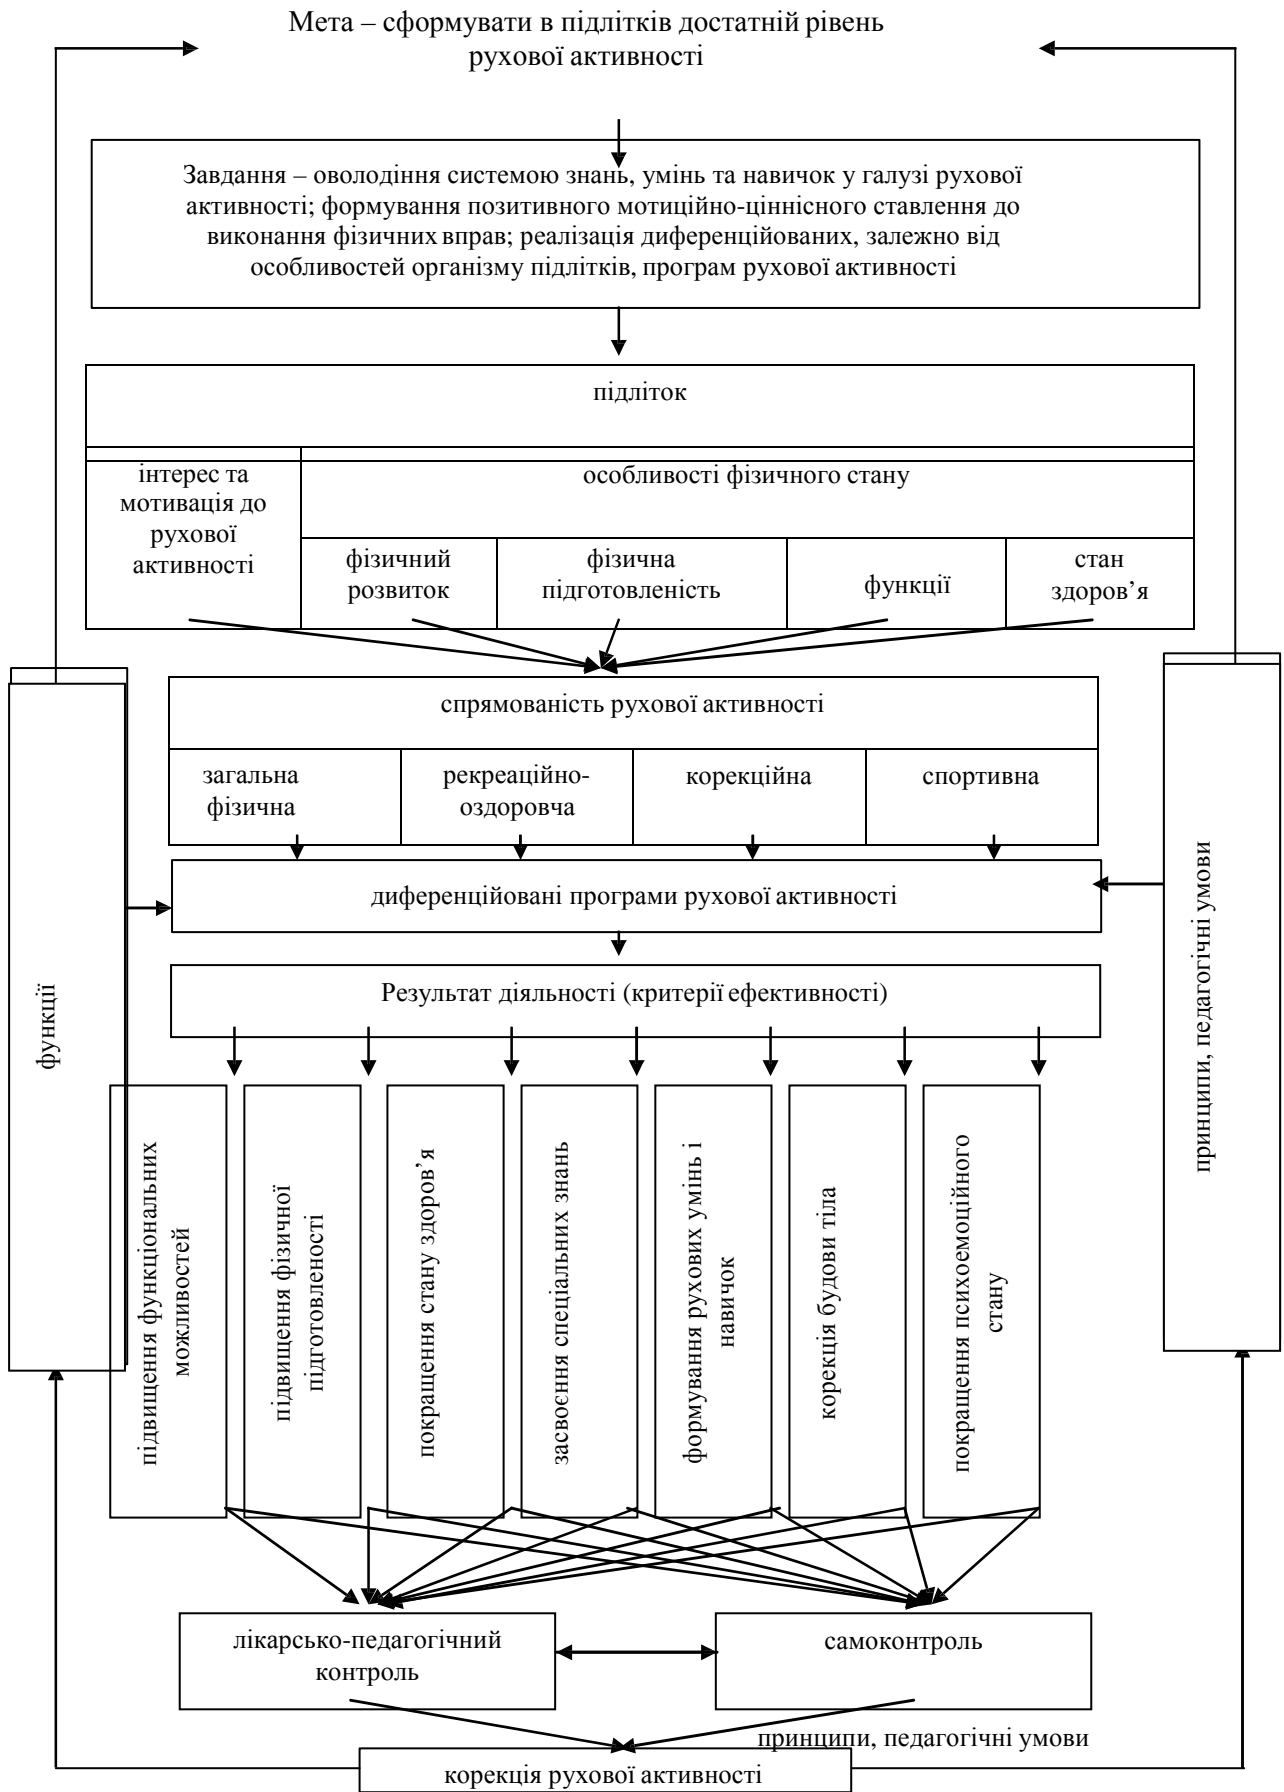 Мета – сформувати в підлітків достатній рівень
рухової активності
Завдання – оволодіння системою знань, умінь та навичок у галузі рухової
активності; формування позитивного мотиційно-ціннісного ставлення до
виконання фізичних вправ; реалізація диференційованих, залежно від
особливостей організму підлітків, програм рухової активності
підліток
інтерес та
мотивація до
рухової
активності
особливості фізичного стану
фізичний
розвиток
фізична
підготовленість
функції
стан
здоров’я
спрямованість рухової активності
загальна
фізична
рекреаційно-
оздоровча
корекційна
спортивна
диференційовані програми рухової активності
Результат діяльності (критерії ефективності)
функції
принципи, педагогічні умови
підвищення функціональних
можливостей
підвищення фізичної
підготовленості
покращення стану здоров’я
засвоєння спеціальних знань
формування рухових умінь і
навичок
корекція будови тіла
покращення психоемоційного
стану
лікарсько-педагогічний
контроль
самоконтроль
принципи, педагогічні умови
корекція рухової активності